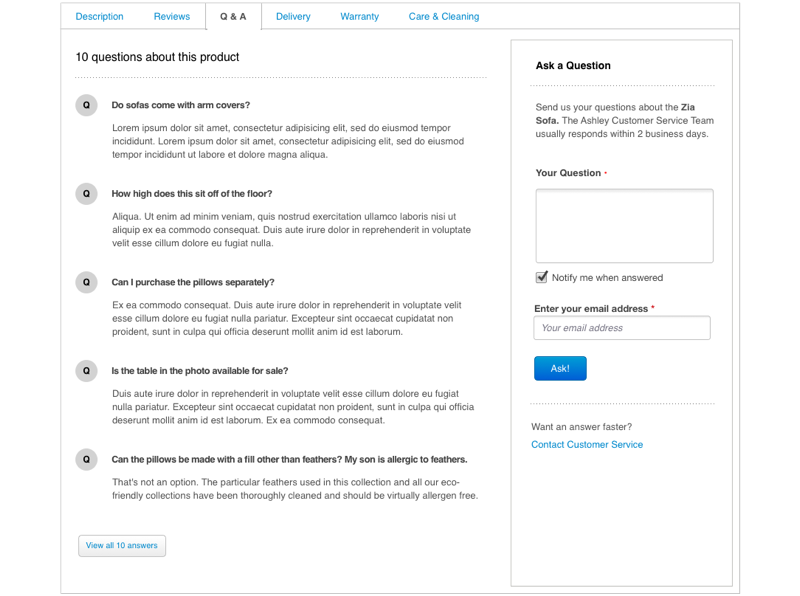 Description Reviews Q & A Delivery Warranty Care & Cleaning
10 questions about this product
Q Do sofas come with arm covers?
Lorem ipsum dolor sit amet, consectetur adipisicing elit, sed do eiusmod tempor
incididunt. Lorem ipsum dolor sit amet, consectetur adipisicing elit, sed do eiusmod
tempor incididunt ut labore et dolore magna aliqua.
Q How high does this sit off of the floor?
Aliqua. Ut enim ad minim veniam, quis nostrud exercitation ullamco laboris nisi ut
aliquip ex ea commodo consequat. Duis aute irure dolor in reprehenderit in voluptate
velit esse cillum dolore eu fugiat nulla.
Q Can I purchase the pillows separately?
Ex ea commodo consequat. Duis aute irure dolor in reprehenderit in voluptate velit
esse cillum dolore eu fugiat nulla pariatur. Excepteur sint occaecat cupidatat non
proident, sunt in culpa qui officia deserunt mollit anim id est laborum.
Q Is the table in the photo available for sale?
Duis aute irure dolor in reprehenderit in voluptate velit esse cillum dolore eu fugiat
nulla pariatur. Excepteur sint occaecat cupidatat non proident, sunt in culpa qui officia
deserunt mollit anim id est laborum. Ex ea commodo consequat.
Q Can the pillows be made with a fill other than feathers? My son is allergic to feathers.
That's not an option. The particular feathers used in this collection and all our eco-
friendly collections have been thoroughly cleaned and should be virtually allergen free.
View all 10 answers
Ask a Question
Send us your questions about the Zia
Sofa. The Ashley Customer Service Team
usually responds within 2 business days.
Your Question *
Notify me when answered
Enter your email address *
Your email address
Ask!
Want an answer faster?
Contact Customer Service